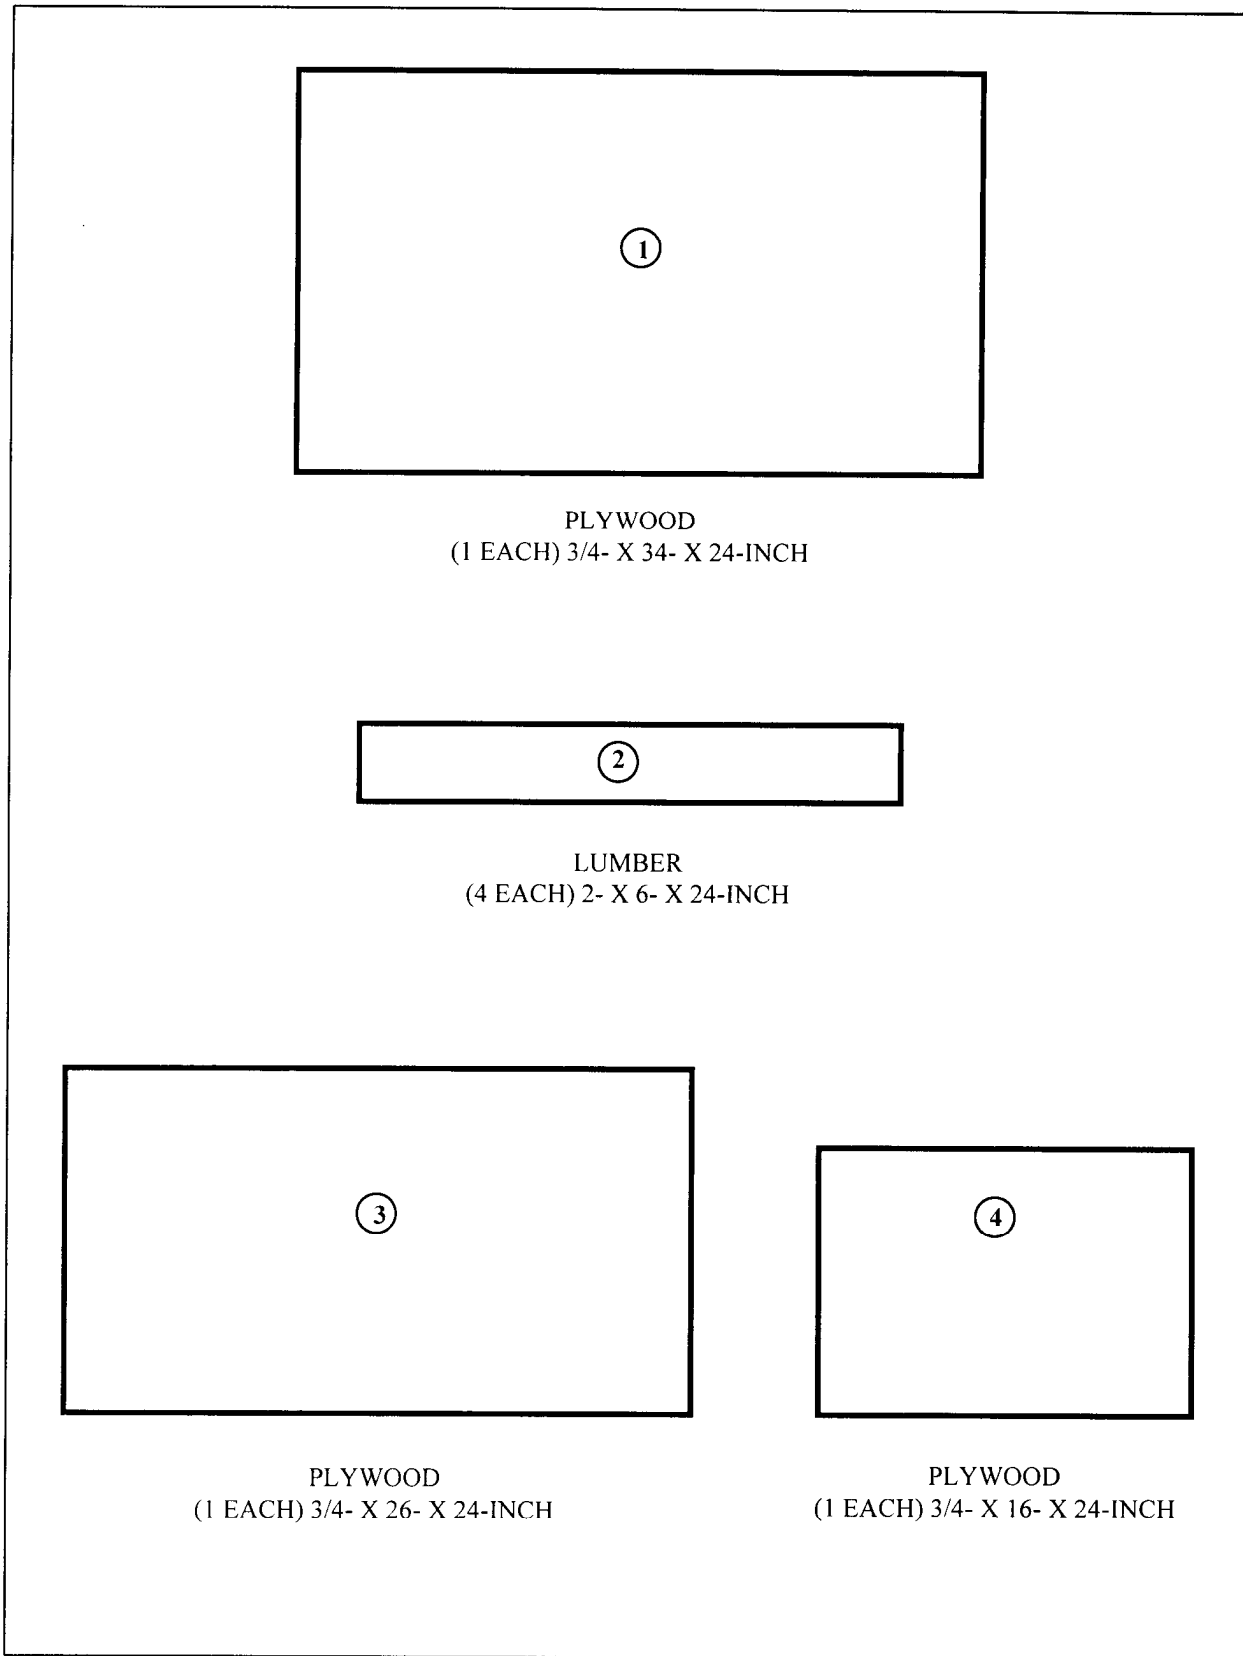 1
PLYWOOD
(1 EACH) 3/4- X 34- X 24-INCH
2
LUMBER
(4 EACH) 2- X 6- X 24-INCH
3
4
PLYWOOD
(1 EACH) 3/4- X 26- X 24-INCH
PLYWOOD
(1 EACH) 3/4- X 16- X 24-INCH